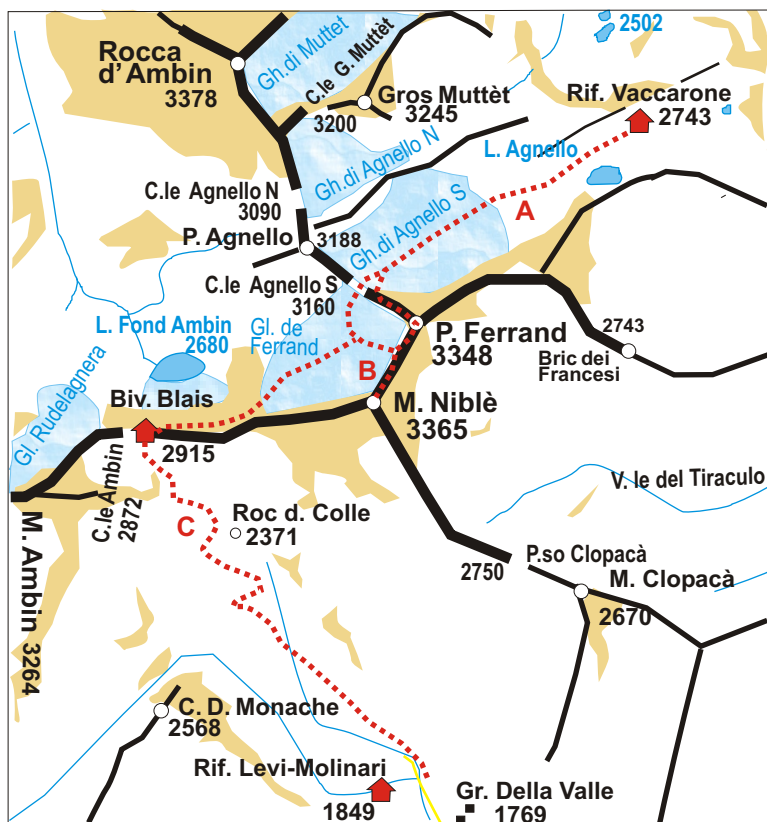 2502
Rocca
d'Ambin
3378
Gh.di Muttet
C.le G. Muttèt
3200
Gros Muttèt
3245
Rif. Vaccarone
2743
L. Agnello
Gh.di Agnello N
C.le Agnello N
3090
A
P. Agnello
3188
Gh.di Agnello S
C.le Agnello S
3160
L. Fond Ambin
2680
Gl. de
Ferrand
P. Ferrand
3348
2743
Bric dei
Francesi
B
Gl. Rudelagnera
Biv. Blais
2915
M. Niblè
3365
C.le Ambin
2872
C
Roc d. Colle
2371
V. le del Tiraculo
M. Ambin 3264
2750
P.so Clopacà
M. Clopacà
2670
C. D. Monache
2568
Rif. Levi-Molinari
1849
Gr. Della Valle
1769